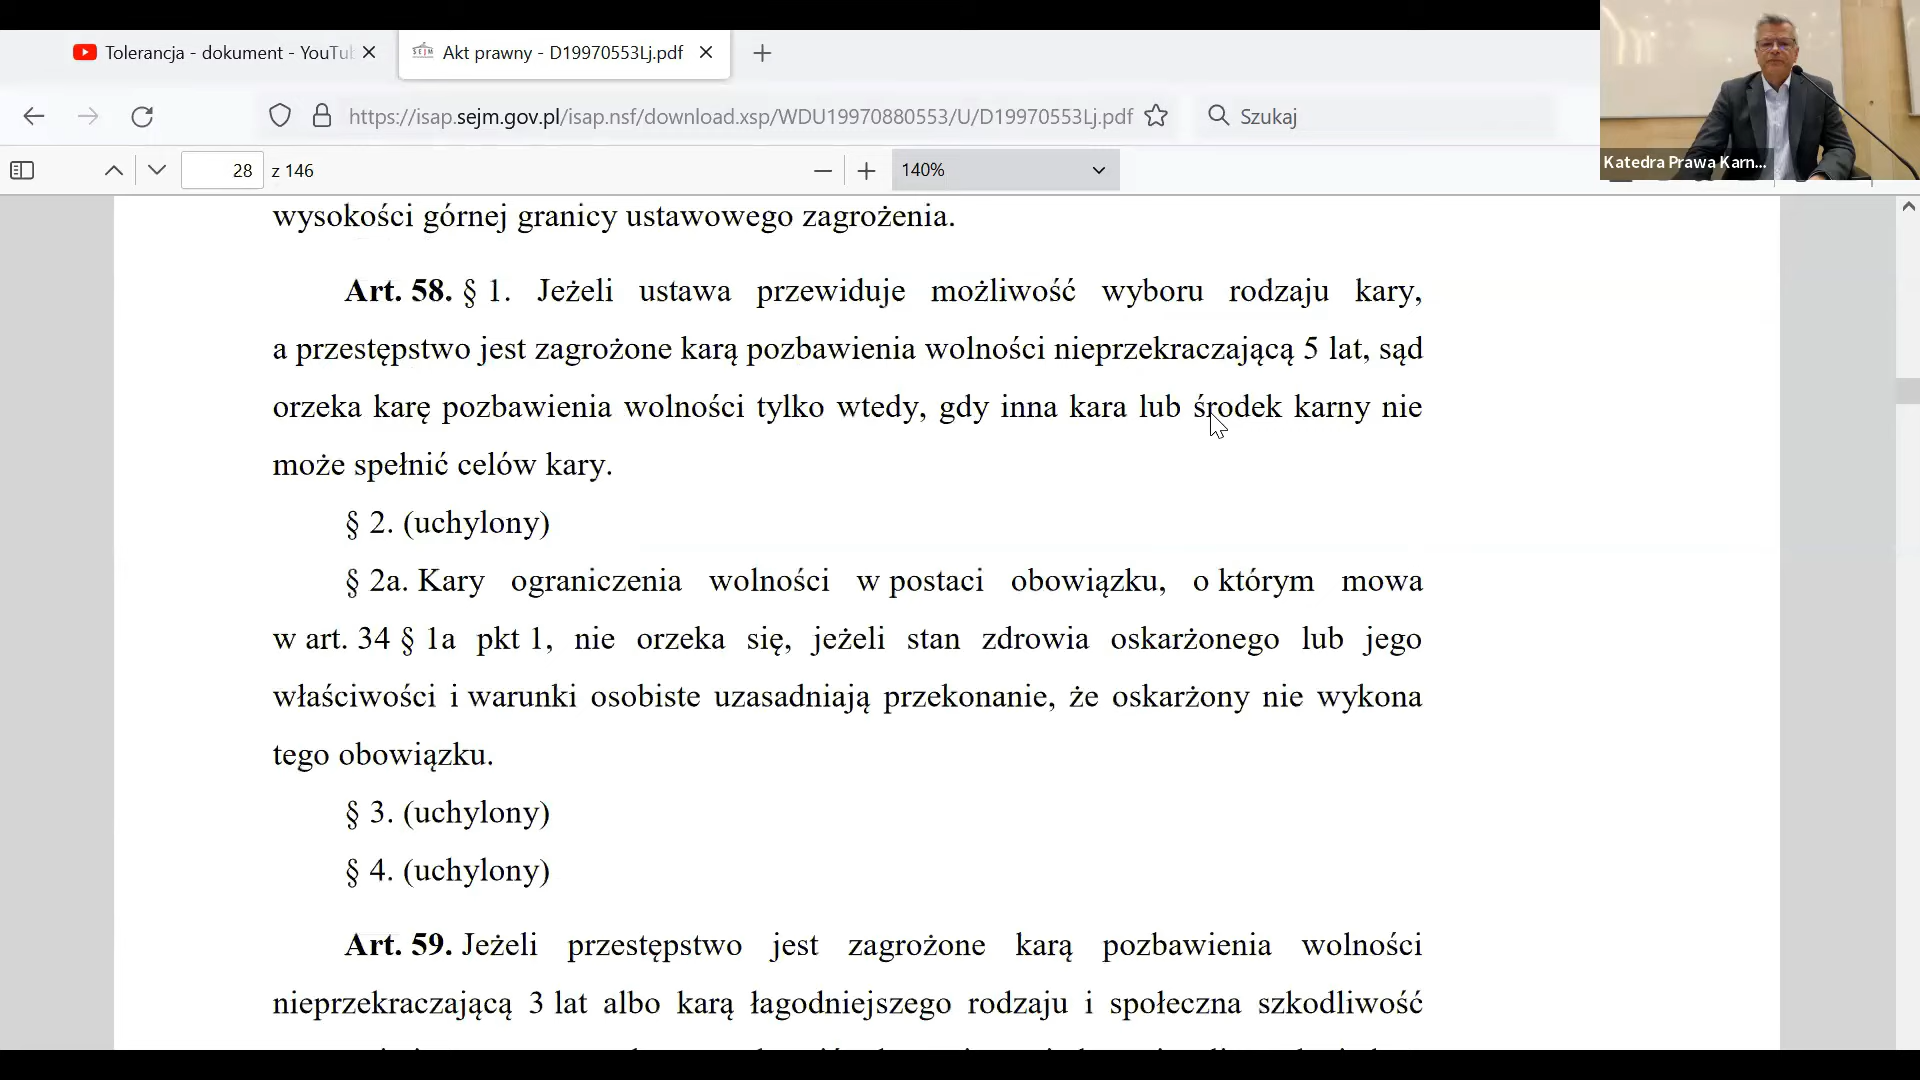 Tolerancja - dokument - YouTu
Akt prawny - D19970553Lj.pdf
https://isap.sejm.gov.pl/isap.nsf/download.xsp/WDU19970880553/U/D19970553Lj.pdf
Szukaj
Katedra Prawa Karn...
28 z 146
140%
wysokości górnej granicy ustawowego zagrożenia.
Art. 58. § 1. Jeżeli ustawa przewiduje możliwość wyboru rodzaju kary,
a przestępstwo jest zagrożone karą pozbawienia wolności nieprzekraczającą 5 lat, sąd
orzeka karę pozbawienia wolności tylko wtedy, gdy inna kara lub środek karny nie
może spełnić celów kary.
§ 2. (uchylony)
§ 2a. Kary ograniczenia wolności w postaci obowiązku, o którym mowa
w art. 34 § 1a pkt 1, nie orzeka się, jeżeli stan zdrowia oskarżonego lub jego
właściwości i warunki osobiste uzasadniają przekonanie, że oskarżony nie wykona
tego obowiązku.
§ 3. (uchylony)
§ 4. (uchylony)
Art. 59. Jeżeli przestępstwo jest zagrożone karą pozbawienia wolności
nieprzekraczającą 3 lat albo karą łagodniejszego rodzaju i społeczna szkodliwość